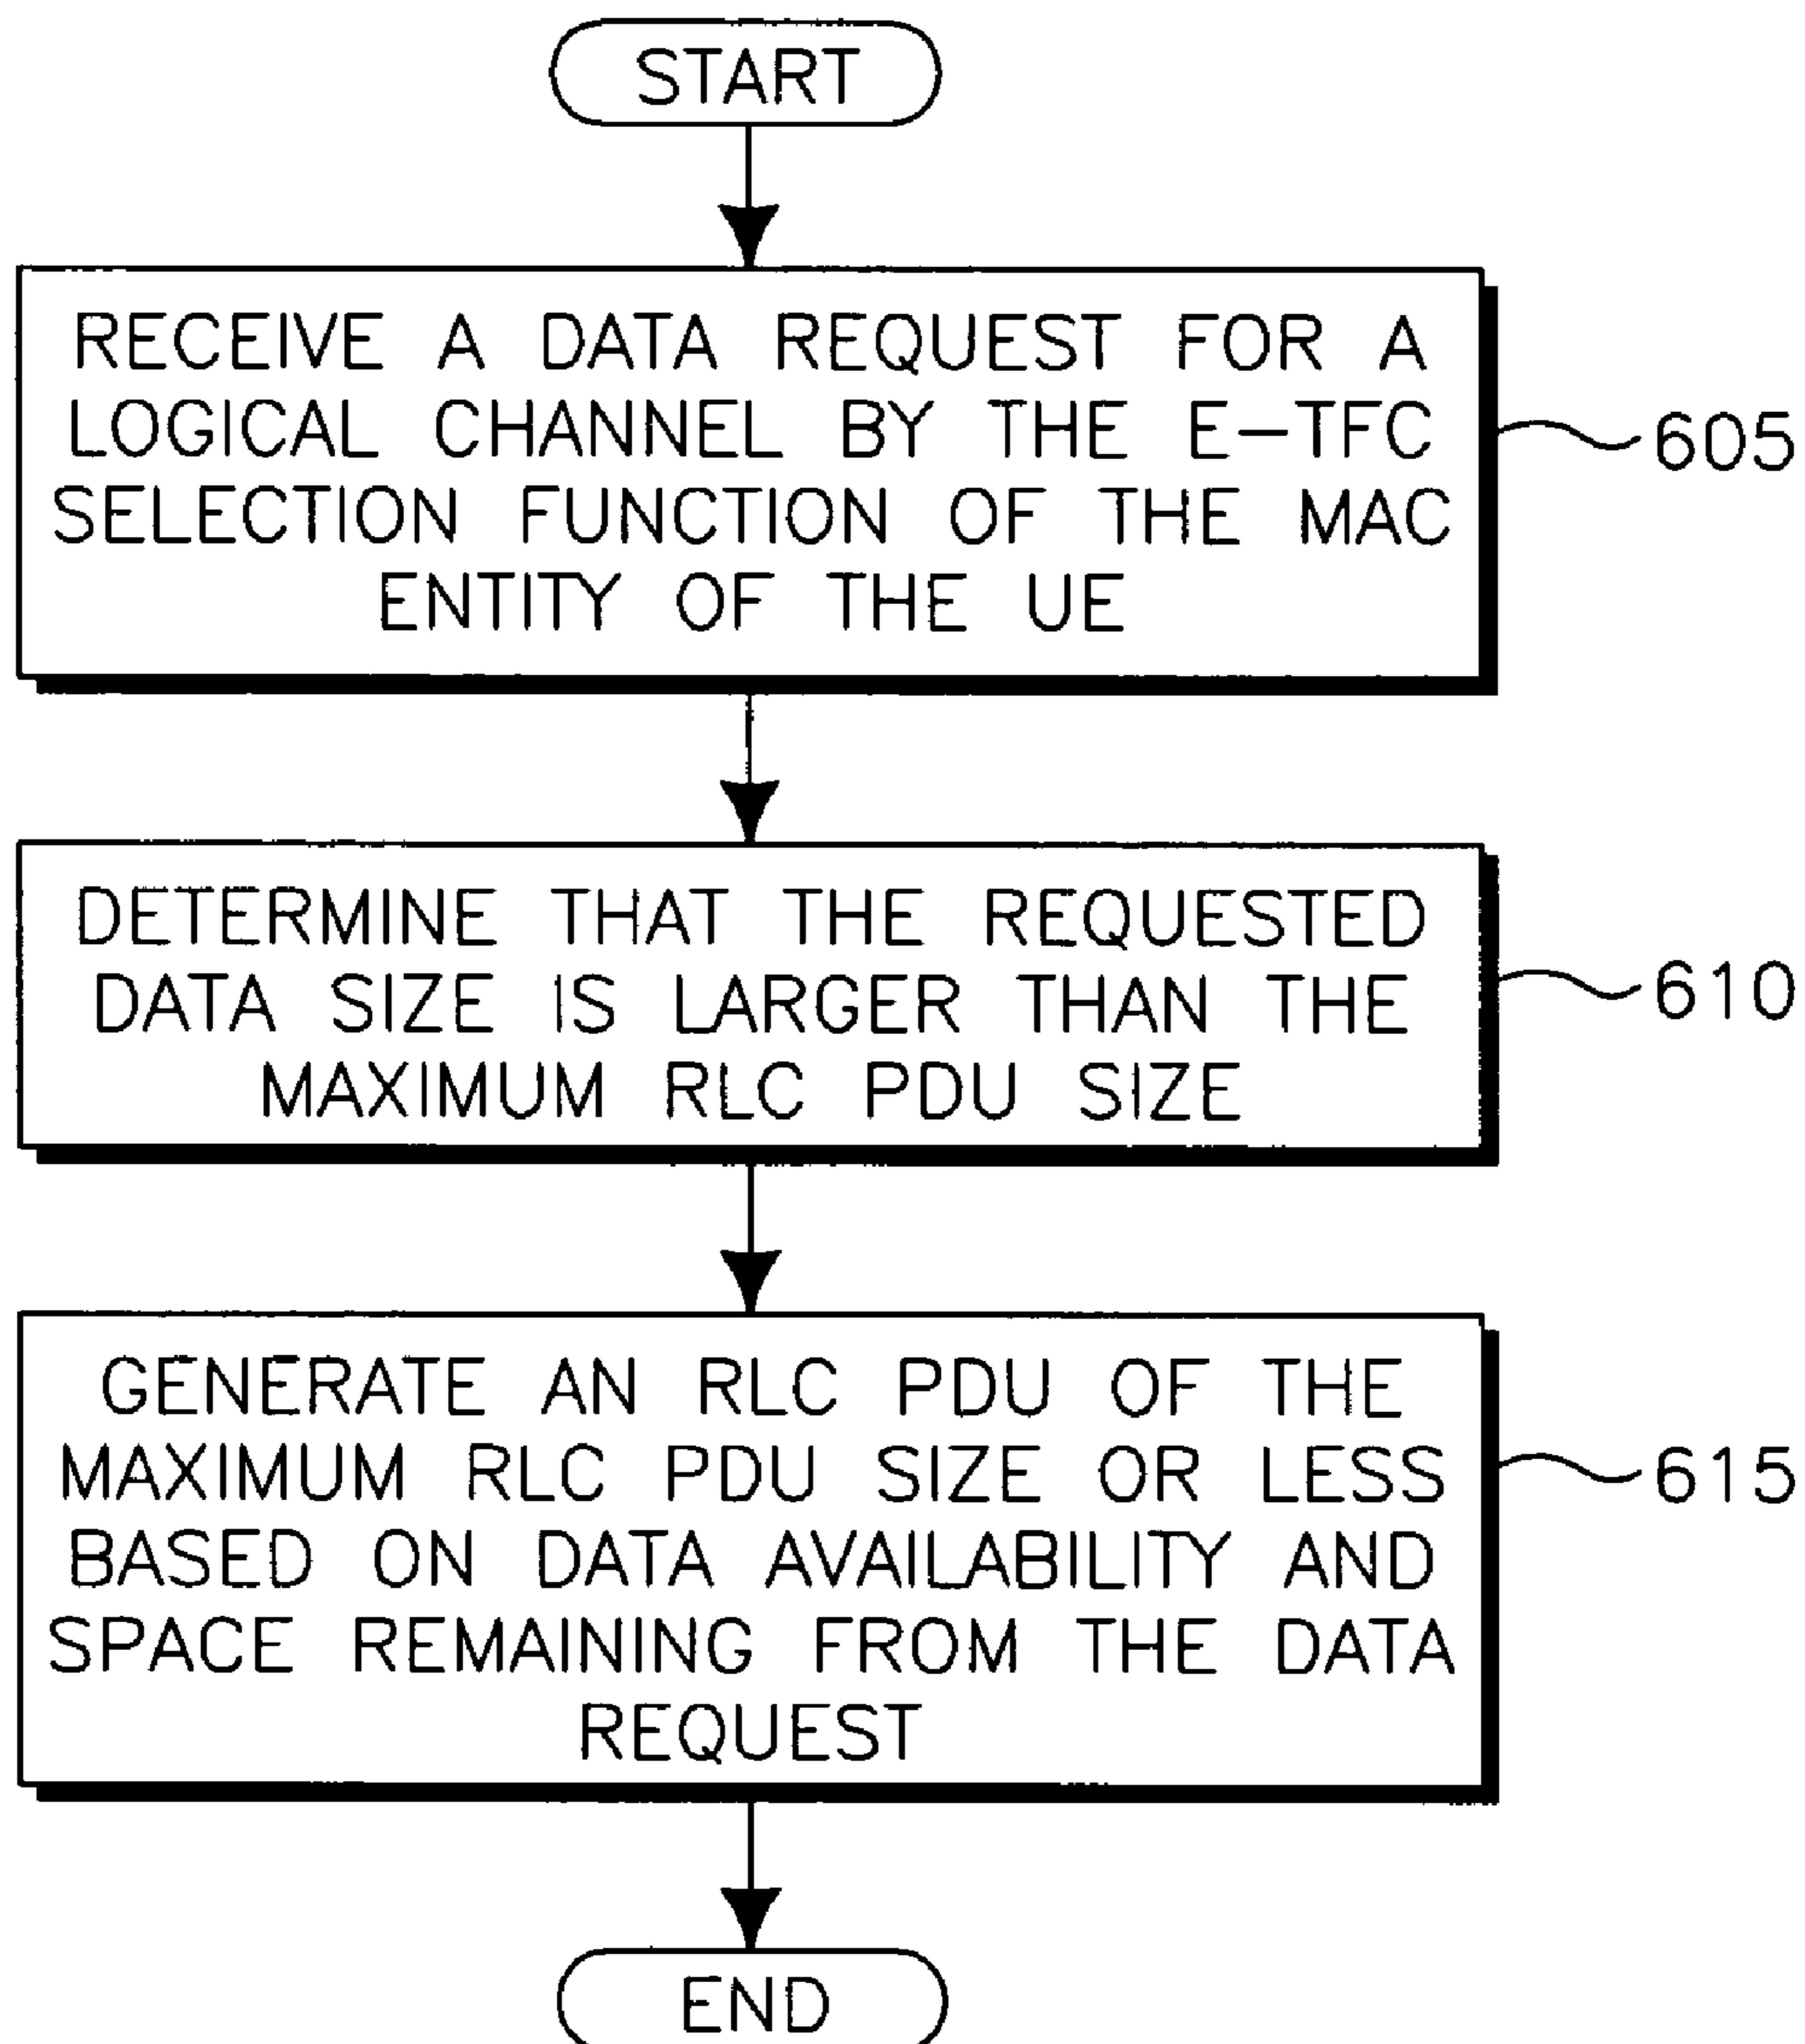 START
RECEIVE A DATA REQUEST FOR A
LOGICAL CHANNEL BY THE E-TFC
SELECTION FUNCTION OF THE MAC
ENTITY OF THE UE
605
DETERMINE THAT THE REQUESTED
DATA SIZE IS LARGER THAN THE
MAXIMUM RLC PDU SIZE
610
GENERATE AN RLC PDU OF THE
MAXIMUM RLC PDU SIZE OR LESS
BASED ON DATA AVAILABILITY AND
SPACE REMAINING FROM THE DATA
REQUEST
615
END